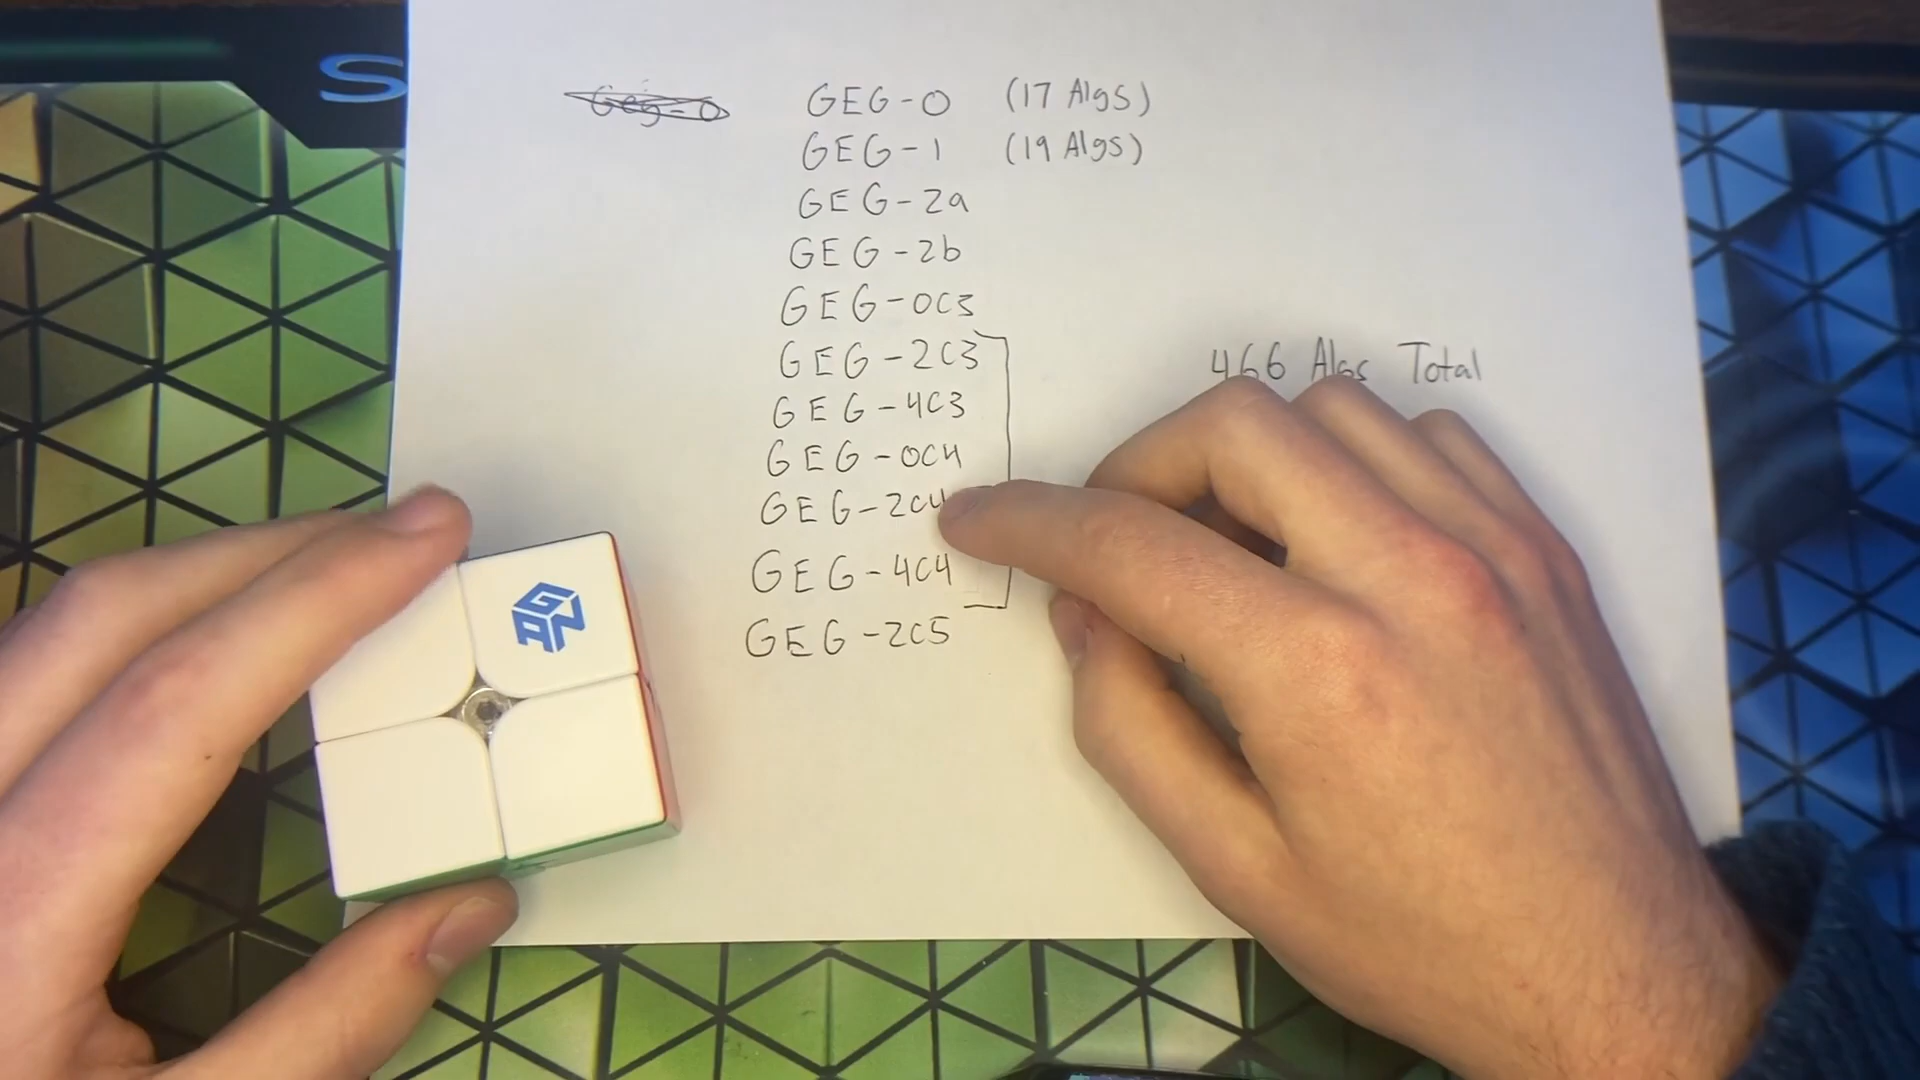 S
Geg-0 GEG-0 (17 Algs)
GEG-1 (19 Algs)
GEG-2a
GEG-2b
GEG-0C3
GEG-2C3
GEG-4C3
466 Algs Total
GEG-0C4
GEG-2C4
GEG-4C4
GEG-2C5
GAN